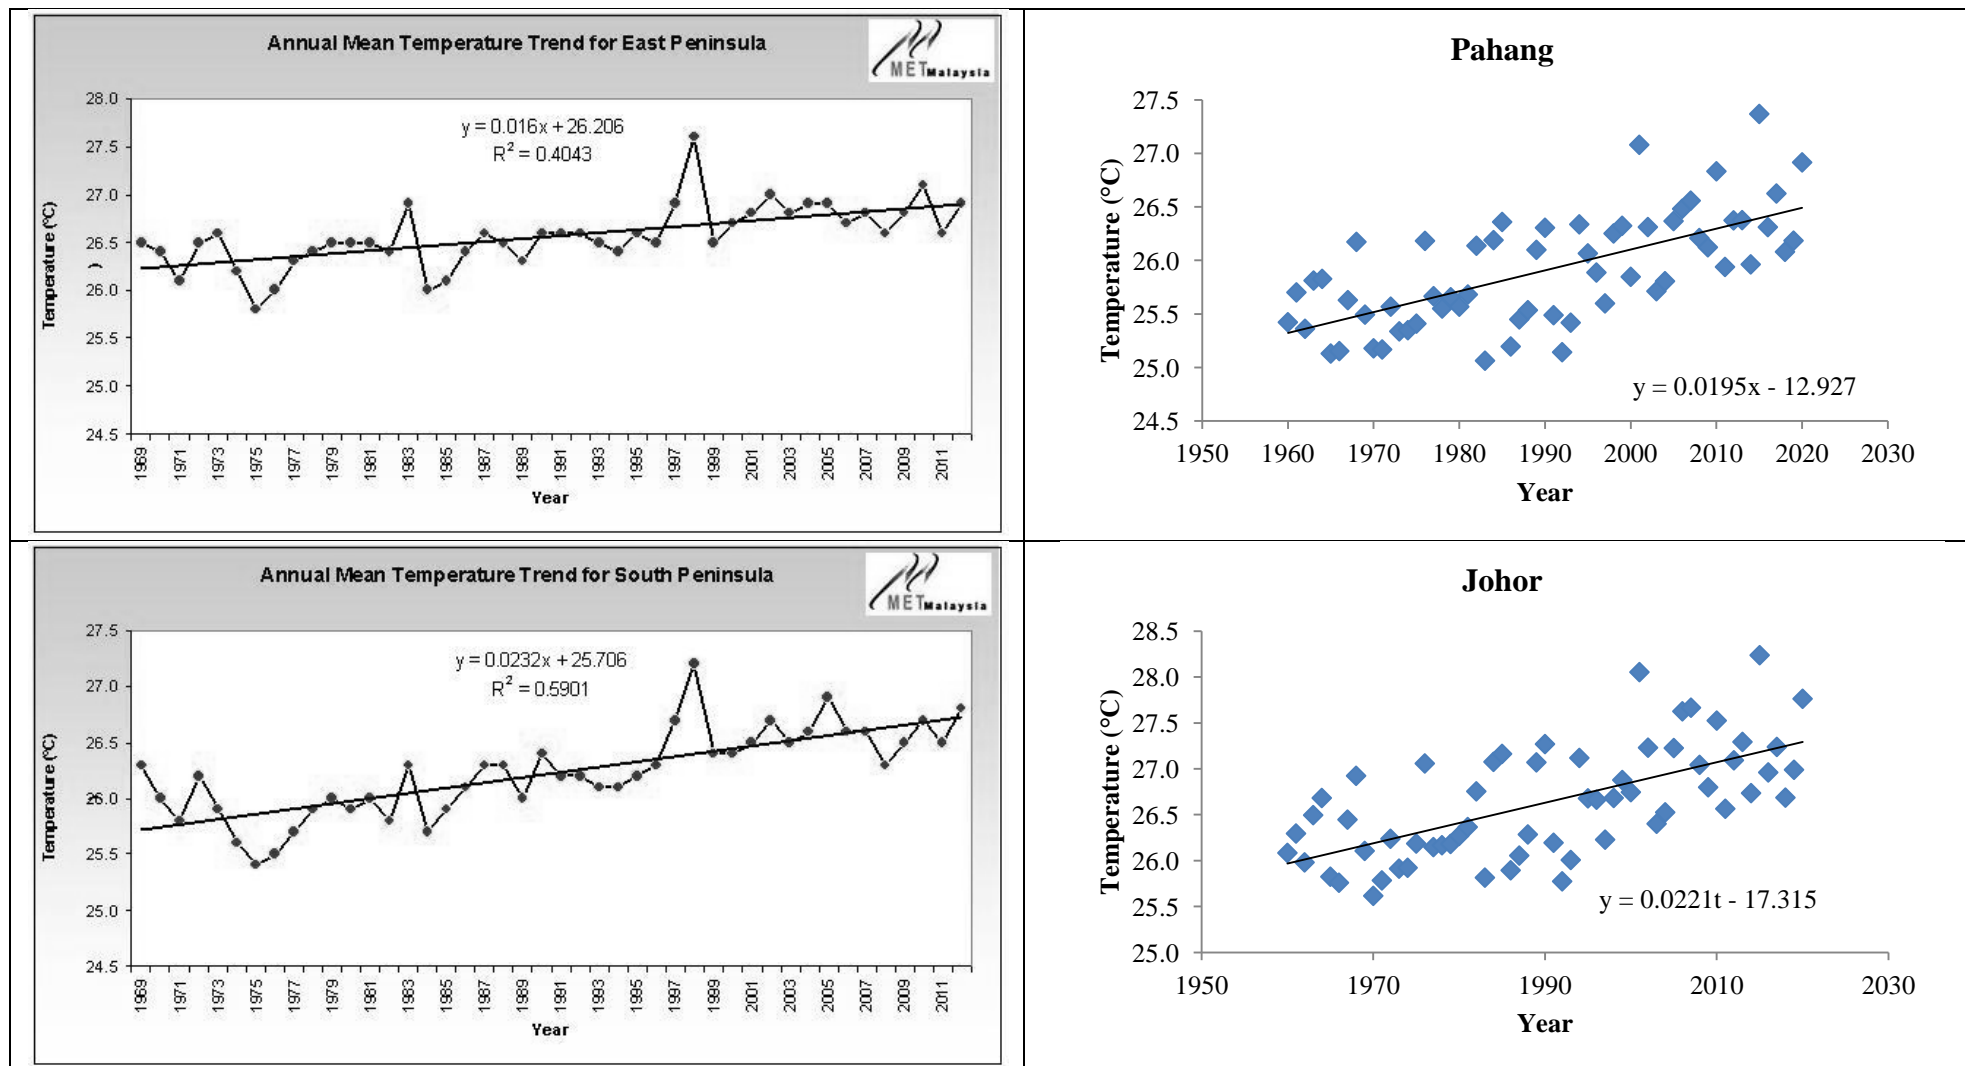 Annual Mean Temperature Trend for East Peninsula
METMalaysia
y = 0.016x + 26.206
R² = 0.4043
28.0
27.5
27.0
26.5
26.0
25.5
25.0
24.5
Temperature (°C)
1969 1971 1973 1975 1977 1979 1981 1983 1985 1987 1989 1991 1993 1995 1997 1999 2001 2003 2005 2007 2009 2011
Year
Pahang
27.5
27.0
26.5
26.0
25.5
25.0
24.5
Temperature (°C)
y = 0.0195x - 12.927
1950 1960 1970 1980 1990 2000 2010 2020 2030
Year
Annual Mean Temperature Trend for South Peninsula
METMalaysia
y = 0.0232x + 25.706
R² = 0.5901
27.5
27.0
26.5
26.0
25.5
25.0
24.5
Temperature (°C)
1969 1971 1973 1975 1977 1979 1981 1983 1985 1987 1989 1991 1993 1995 1997 1999 2001 2003 2005 2007 2009 2011
Year
Johor
28.5
28.0
27.5
27.0
26.5
26.0
25.5
25.0
Temperature (°C)
y = 0.0221t - 17.315
1950 1970 1990 2010 2030
Year